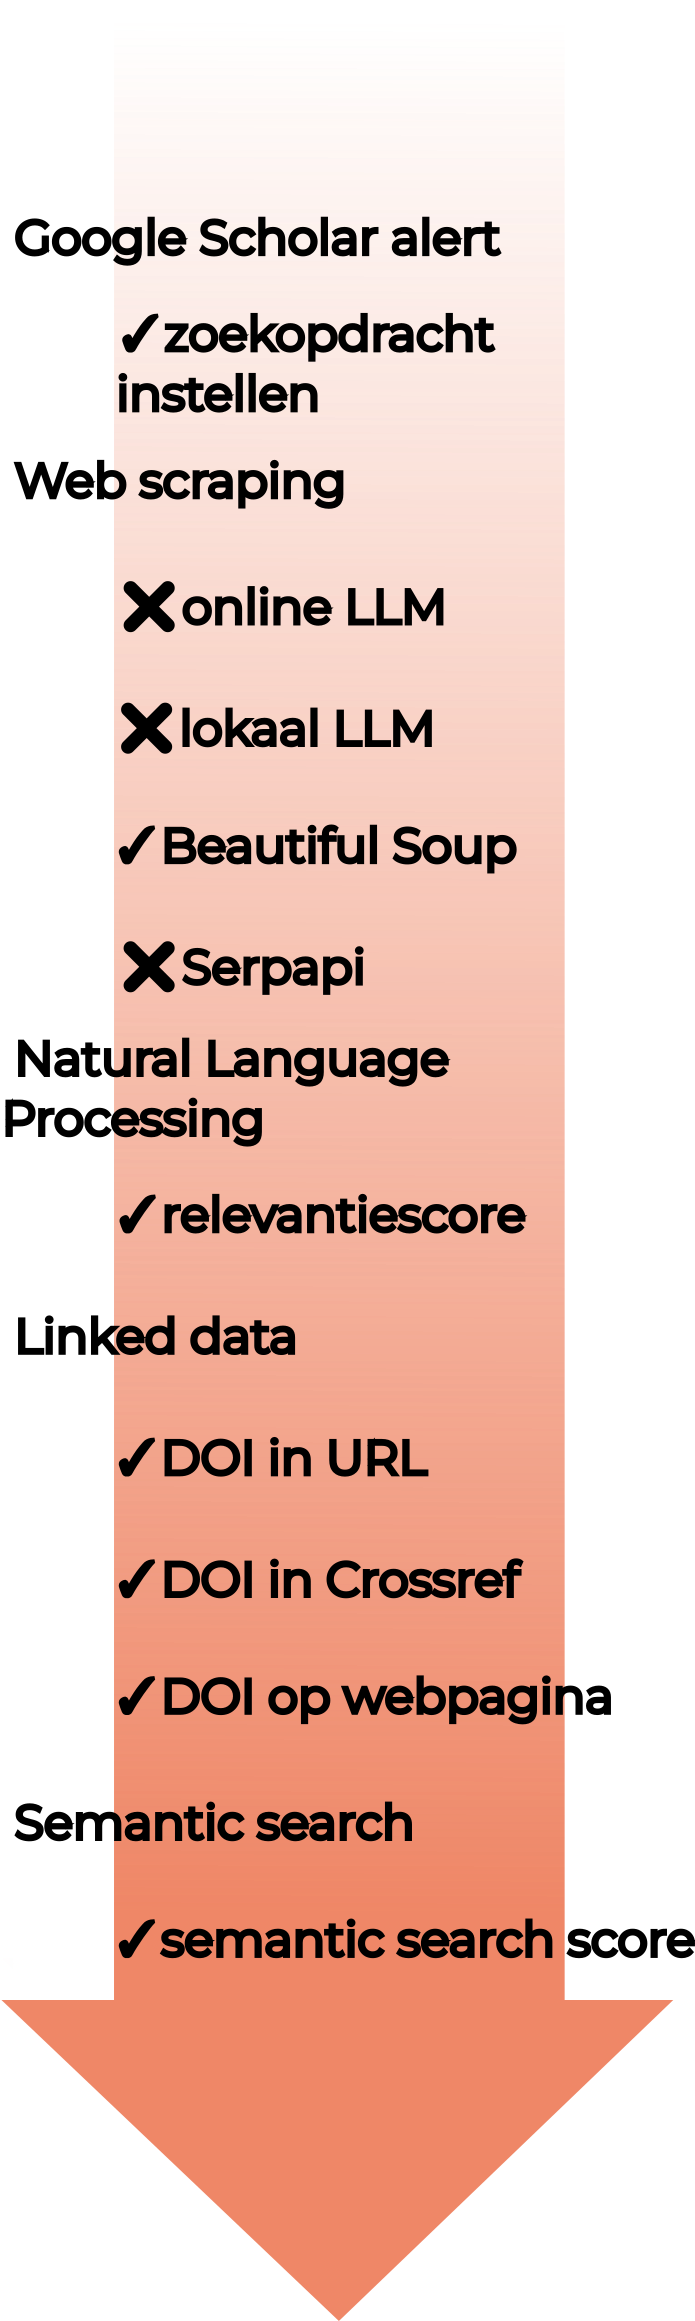 Google Scholar alert
✓zoekopdracht
instellen
Web scraping
✗online LLM
✗lokaal LLM
✓Beautiful Soup
✗Serpapi
Natural Language
Processing
✓relevantiescore
Linked data
✓DOI in URL
✓DOI in Crossref
✓DOI op webpagina
Semantic search
✓semantic search score